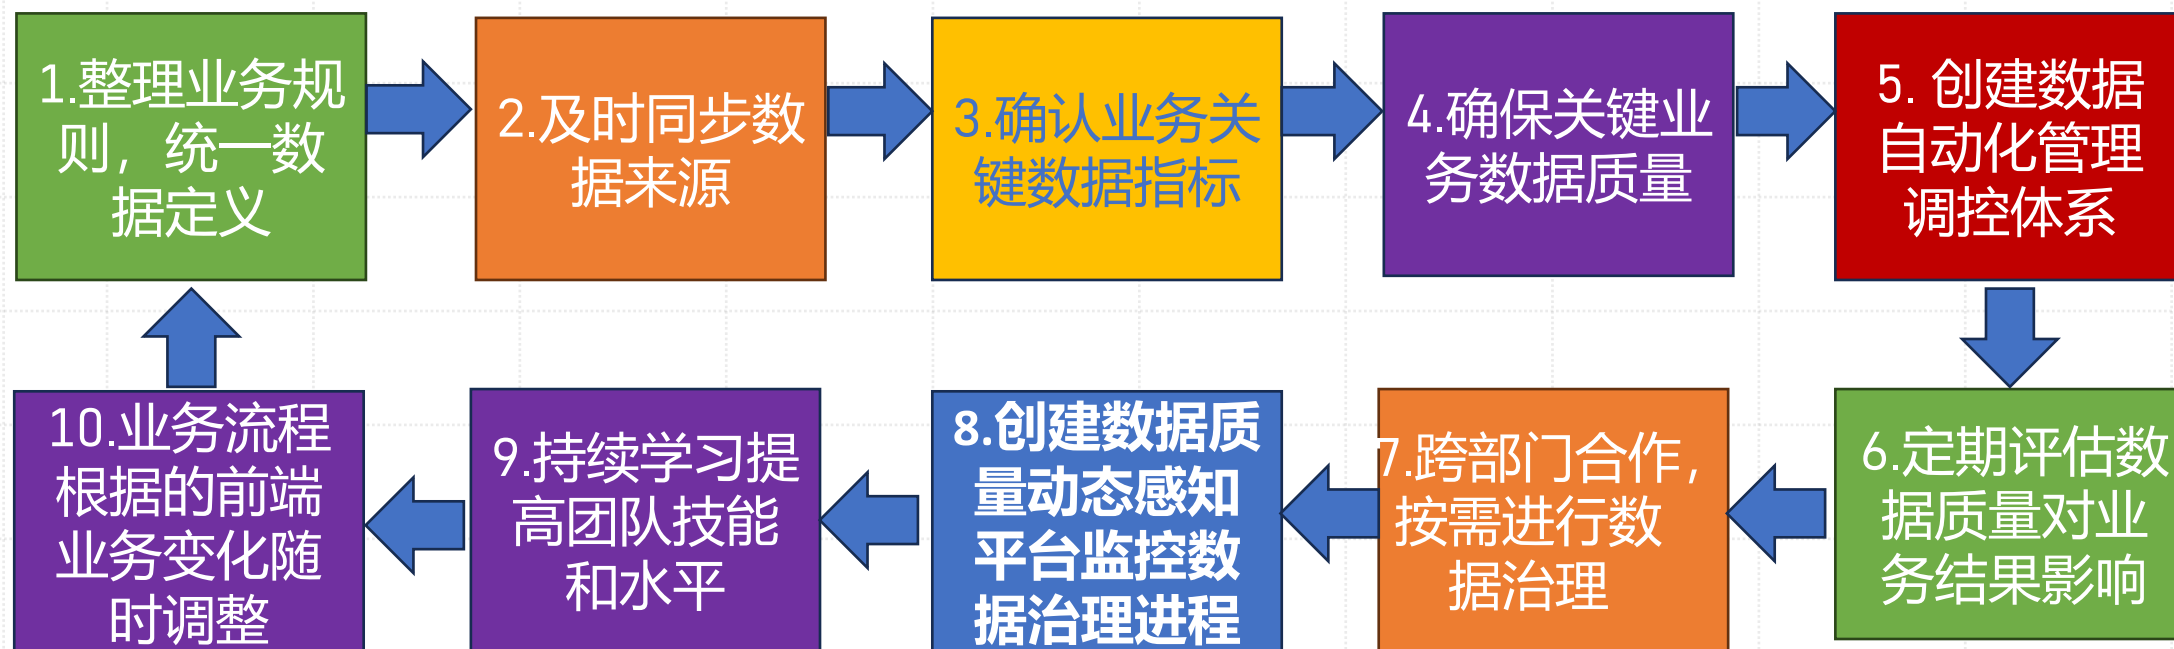 1.整理业务规
则，统一数
据定义
2.及时同步数
据来源
3.确认业务关
键数据指标
4.确保关键业
务数据质量
5. 创建数据
自动化管理
调控体系
6.定期评估数
据质量对业
务结果影响
7.跨部门合作，
按需进行数
据治理
8.创建数据质
量动态感知
平台监控数
据治理进程
9.持续学习提
高团队技能
和水平
10.业务流程
根据的前端
业务变化随
时调整